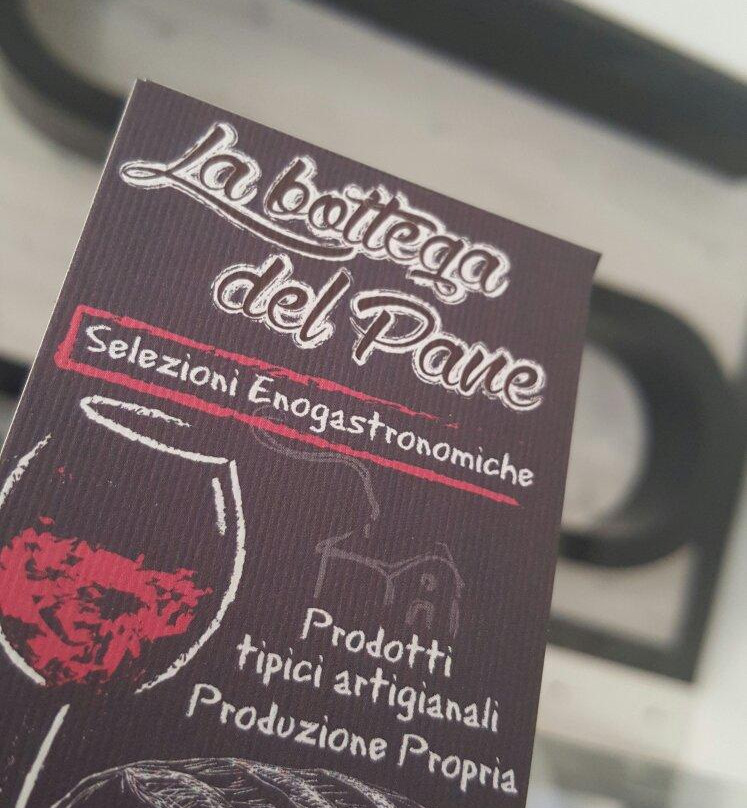 La bottega
del Pane
Selezioni Enogastronomiche
Prodotti
tipici artigianali
Produzione Propria